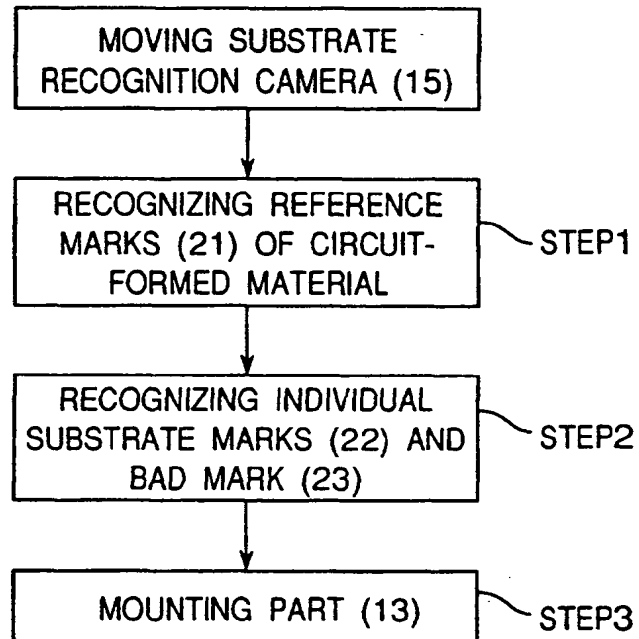 MOVING SUBSTRATE
RECOGNITION CAMERA (15)
RECOGNIZING REFERENCE
MARKS (21) OF CIRCUIT-
FORMED MATERIAL
STEP1
RECOGNIZING INDIVIDUAL
SUBSTRATE MARKS (22) AND
BAD MARK (23)
STEP2
MOUNTING PART (13)
STEP3